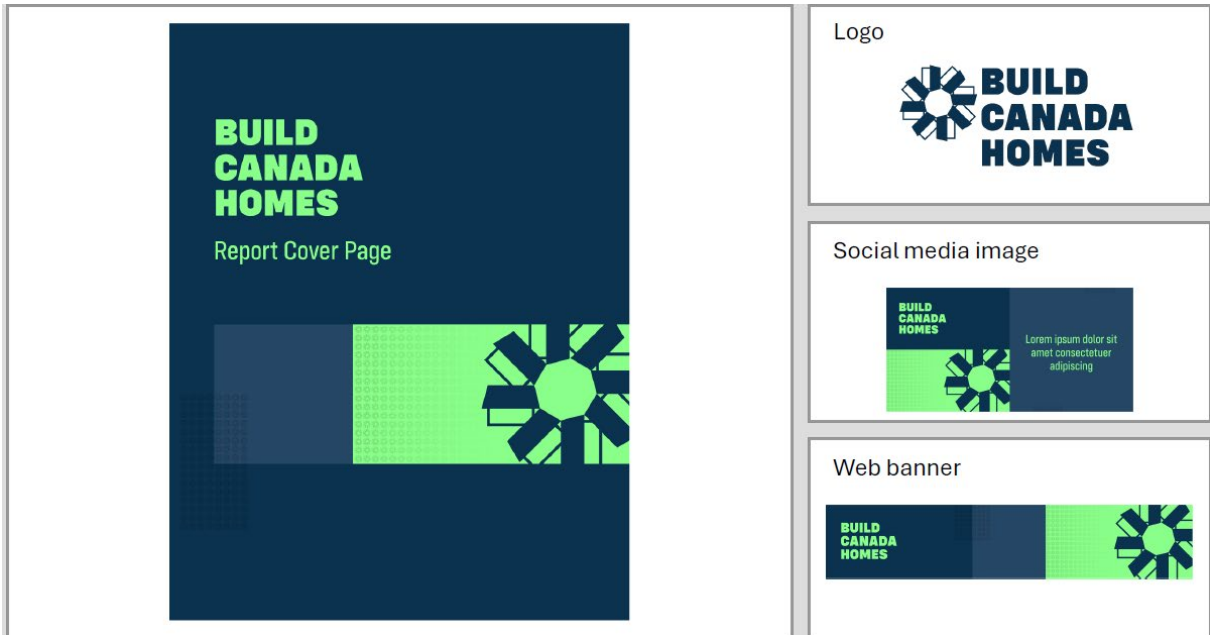 BUILD
CANADA
HOMES
Report Cover Page
Logo
BUILD
CANADA
HOMES
Social media image
BUILD
CANADA
HOMES
Lorem ipsum dolor sit
amet consectetuer
adipiscing
Web banner
BUILD
CANADA
HOMES